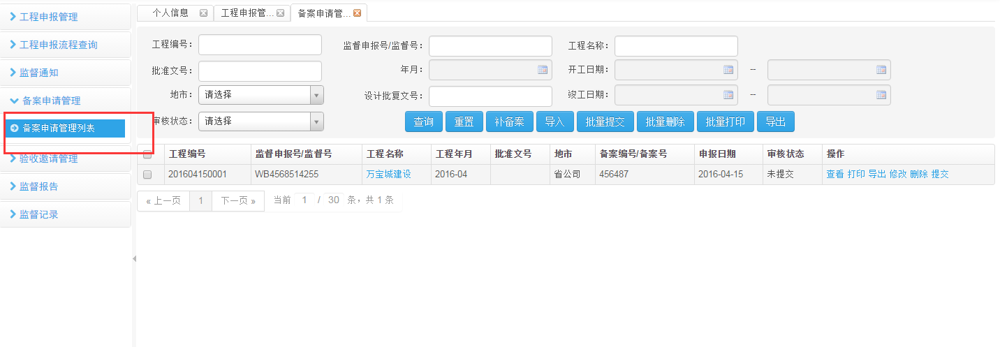 工程申报管理
工程申报流程查询
监督通知
备案申请管理
备案申请管理列表
验收邀请管理
监督报告
监督记录
个人信息 工程申报管... 备案申请管...
工程编号： 监督申报号/监督号： 工程名称：
批准文号： 年月： 开工日期： --
地市： 请选择 设计批复文号： 竣工日期： --
审核状态： 请选择 查询 重置 补备案 导入 批量提交 批量删除 批量打印 导出
工程编号 监督申报号/监督号 工程名称 工程年月 批准文号 地市 备案编号/备案号 申报日期 审核状态 操作
201604150001 WB4568514255 万宝城建设 2016-04 省公司 456487 2016-04-15 未提交 查看 打印 导出 修改 删除 提交
« 上一页 1 下一页 » 当前 1 / 30 条，共 1 条